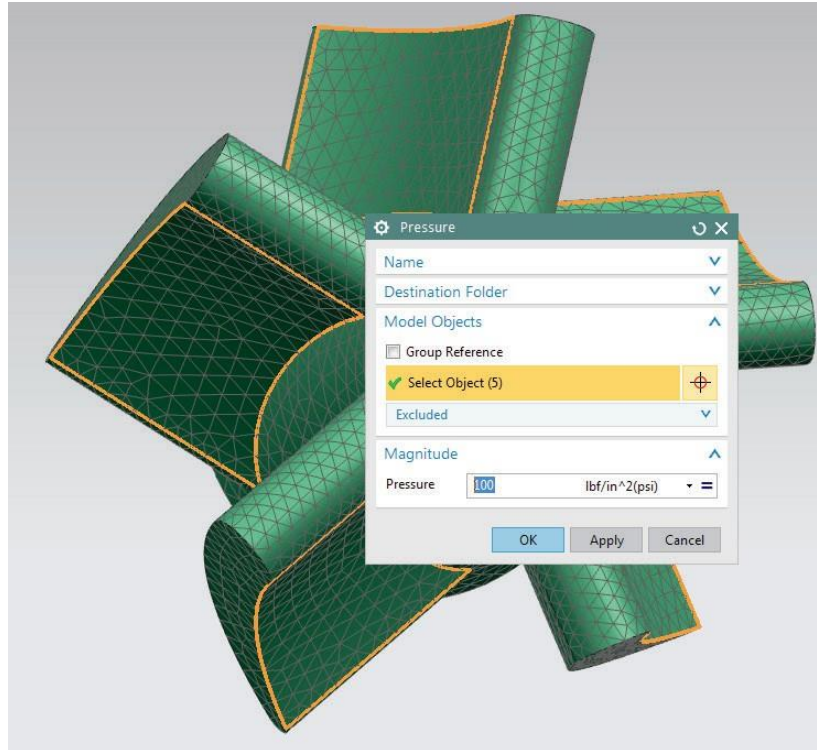 Pressure
Name
Destination Folder
Model Objects
Group Reference
Select Object (5)
Excluded
Magnitude
Pressure 100 lbf/in^2(psi) =
OK Apply Cancel